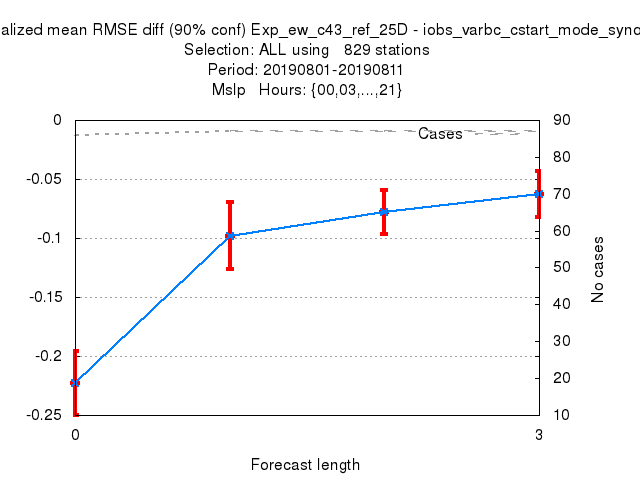 alized mean RMSE diff (90% conf) Exp_ew_c43_ref_25D - iobs_varbc_cstart_mode_sync
Selection: ALL using 829 stations
Period: 20190801-20190811
Mslp Hours: {00,03,...,21}
0
-0.05
-0.1
-0.15
-0.2
-0.25
Cases
90
80
70
60
50
40
30
20
10
No cases
0
3
Forecast length